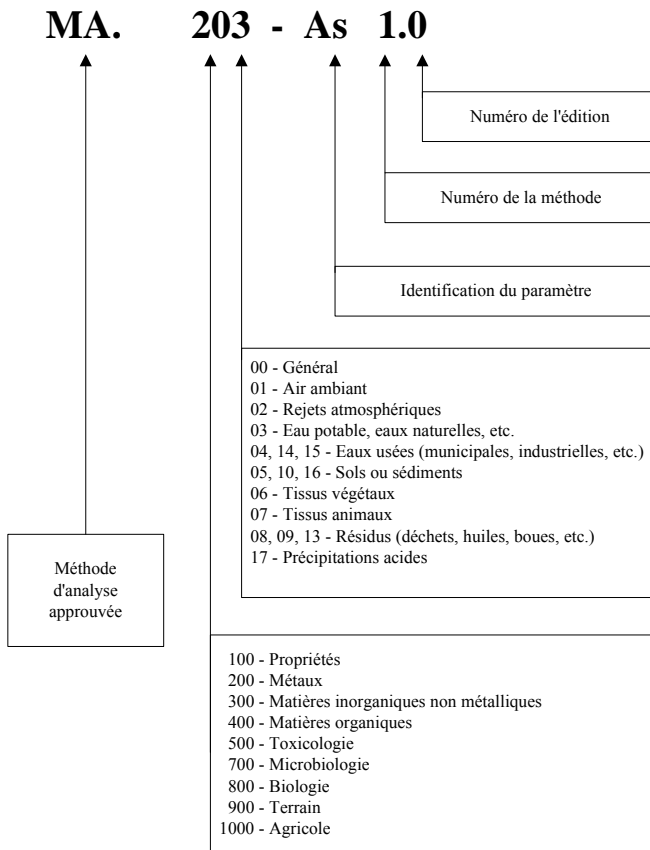 MA. 203 - As 1.0
Numéro de l'édition
Numéro de la méthode
Identification du paramètre
00 - Général
01 - Air ambiant
02 - Rejets atmosphériques
03 - Eau potable, eaux naturelles, etc.
04, 14, 15 - Eaux usées (municipales, industrielles, etc.)
05, 10, 16 - Sols ou sédiments
06 - Tissus végétaux
07 - Tissus animaux
08, 09, 13 - Résidus (déchets, huiles, boues, etc.)
17 - Précipitations acides
Méthode
d'analyse
approuvée
100 - Propriétés
200 - Métaux
300 - Matières inorganiques non métalliques
400 - Matières organiques
500 - Toxicologie
700 - Microbiologie
800 - Biologie
900 - Terrain
1000 - Agricole